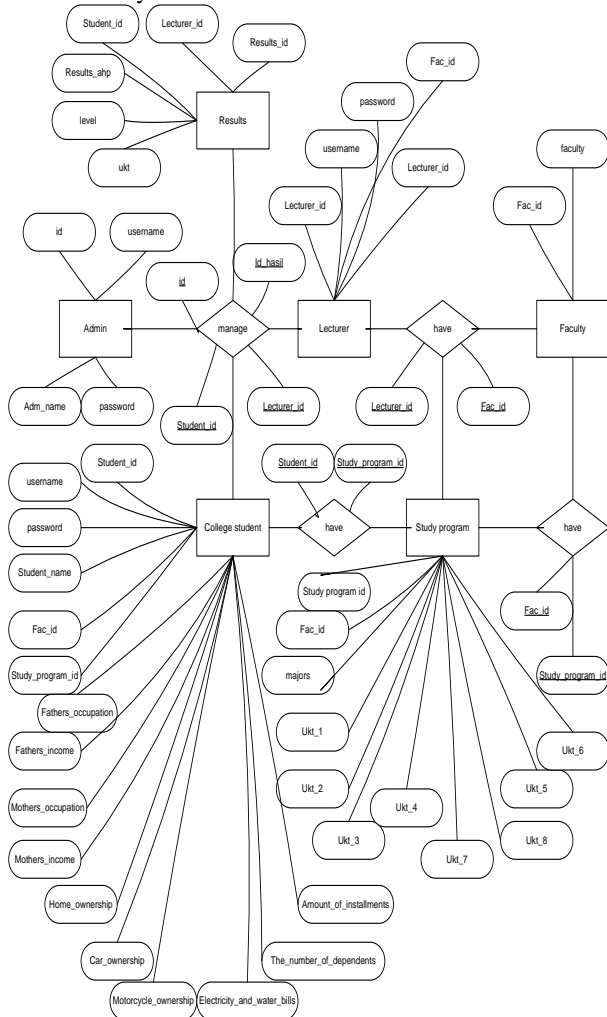 Student_id
Lecturer_id
Results_id
Results_ahp
Results
level
ukt
Fac_id
password
username
faculty
Lecturer_id
Lecturer_id
Fac_id
id
username
id
Id_hasil
Admin
manage
Lecturer
have
Faculty
Adm_name
password
Student_id
Lecturer_id
Lecturer_id
Fac_id
Student_id
username
Student_id
Study_program_id
password
College student
have
Study program
have
Student_name
Study program id
Fac_id
Fac_id
Fac_id
Study_program_id
majors
Study_program_id
Fathers_occupation
Ukt_1
Fathers_income
Ukt_6
Ukt_2
Ukt_5
Mothers_occupation
Ukt_4
Ukt_3
Ukt_8
Mothers_income
Ukt_7
Home_ownership
Amount_of_installments
Car_ownership
The_number_of_dependents
Motorcycle_ownership
Electricity_and_water_bills